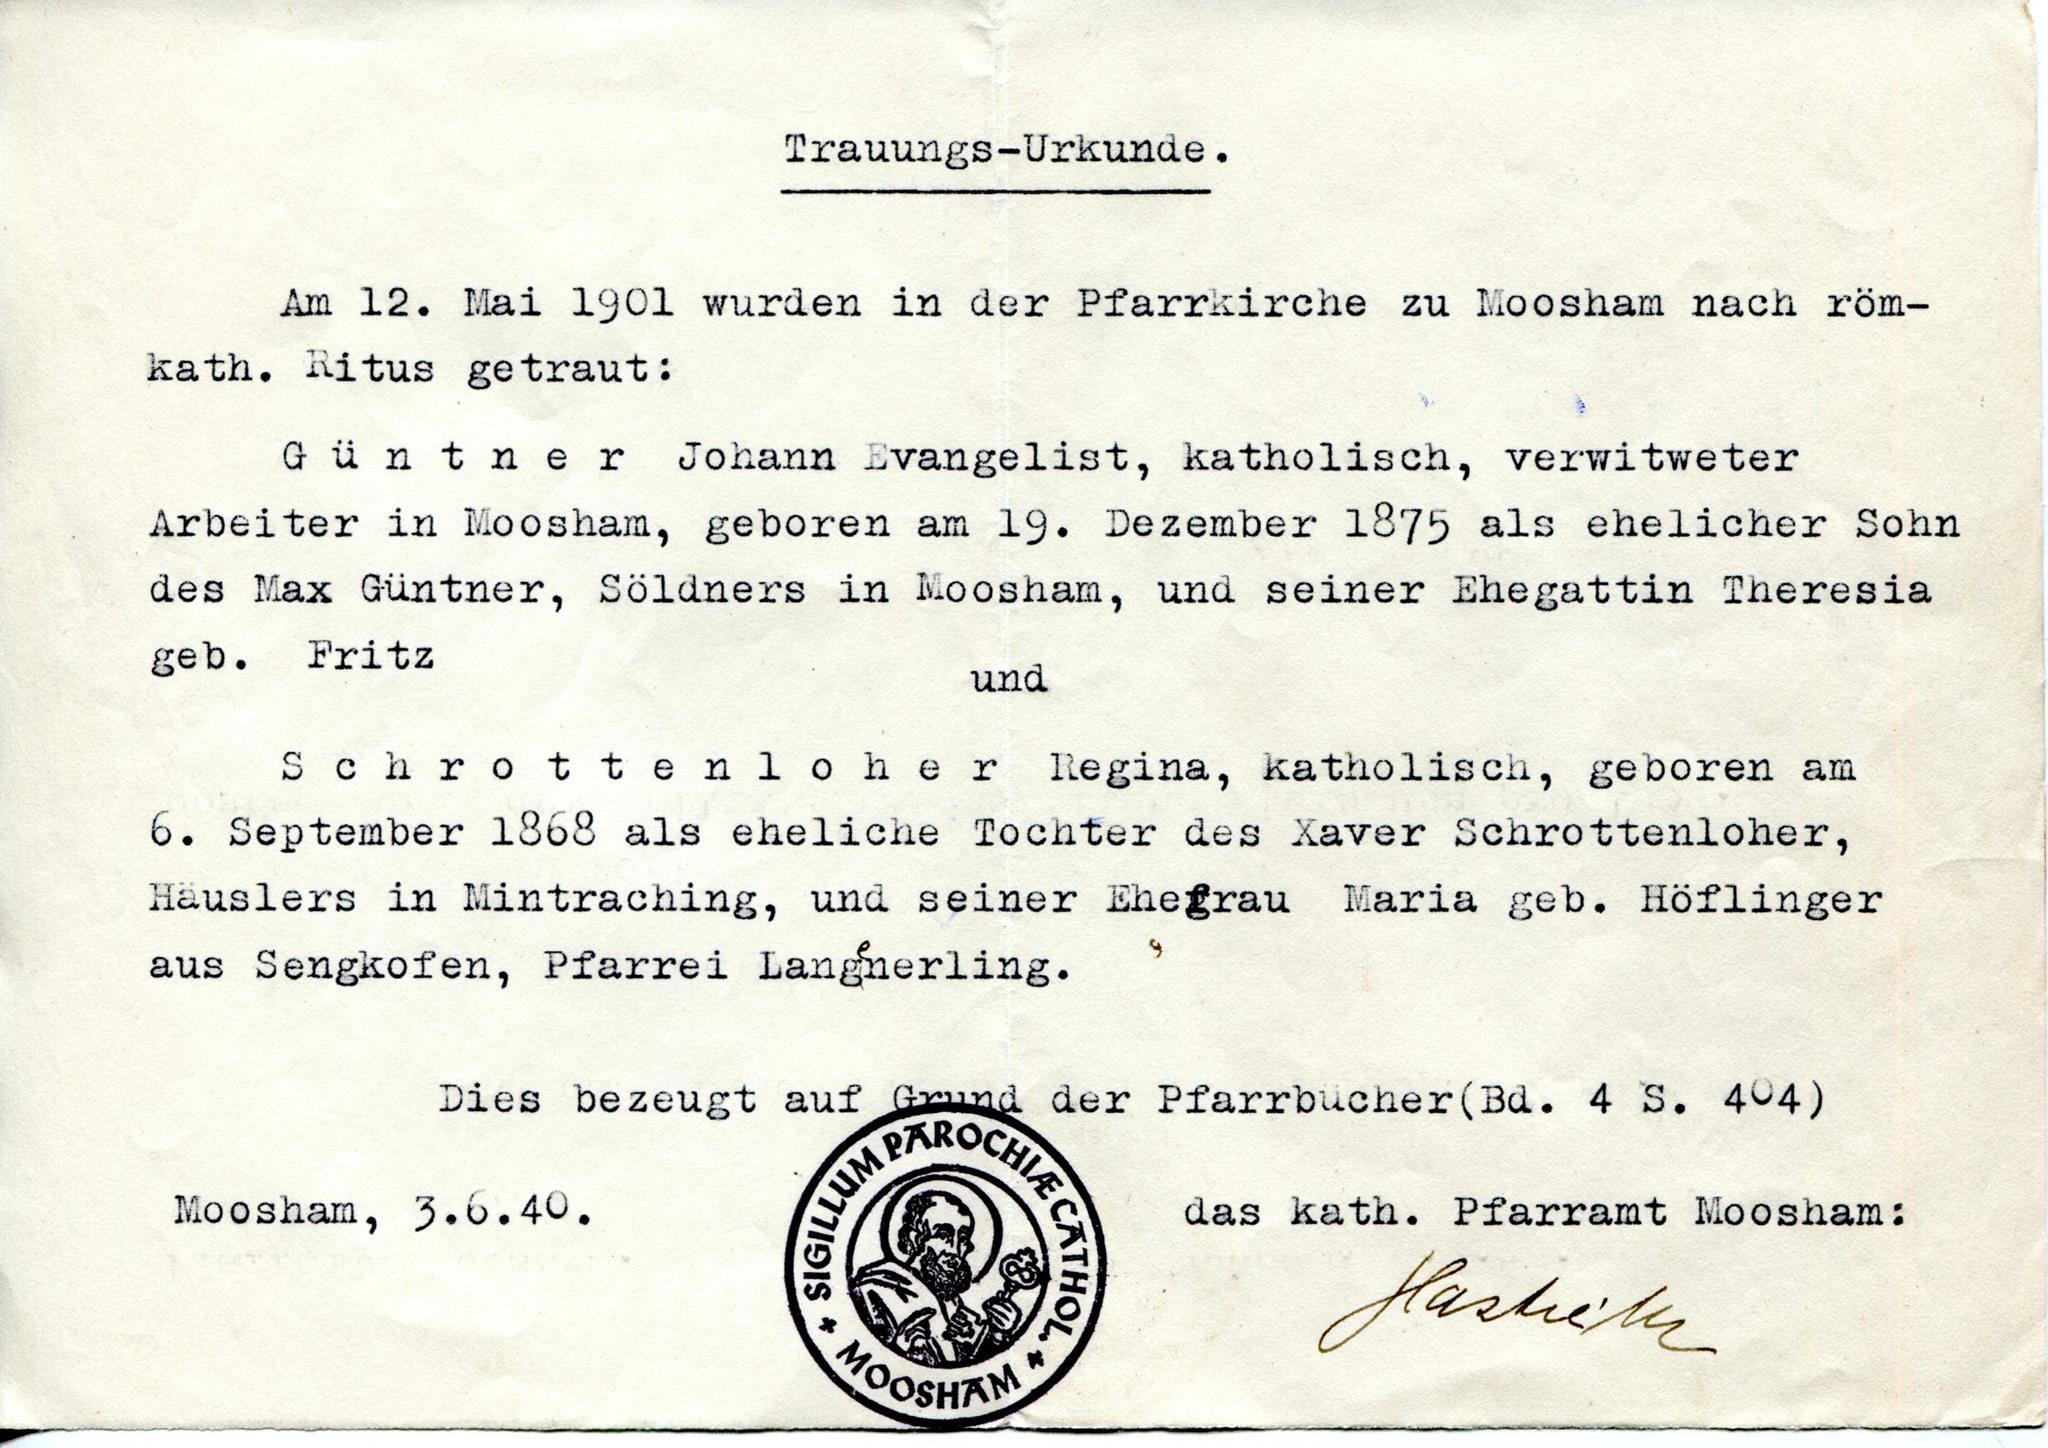 Trauungs-Urkunde.
Am 12. Mai 1901 wurden in der Pfarrkirche zu Moosham nach röm-
kath. Ritus getraut:
G ü n t n e r Johann Evangelist, katholisch, verwitweter
Arbeiter in Moosham, geboren am 19. Dezember 1875 als ehelicher Sohn
des Max Güntner, Söldners in Moosham, und seiner Ehegattin Theresia
geb. Fritz
und
S c h r o t t e n l o h e r Regina, katholisch, geboren am
6. September 1868 als eheliche Tochter des Xaver Schrottenloher,
Häuslers in Mintraching, und seiner Ehefrau Maria geb. Höflinger
aus Sengkofen, Pfarrei Langenerling.
Dies bezeugt auf Grund der Pfarrbücher(Bd. 4 S. 404)
Moosham, 3.6.40.
das kath. Pfarramt Moosham:
SIGILLUM PAROCHIÆ CATHOL.
MOOSHAM